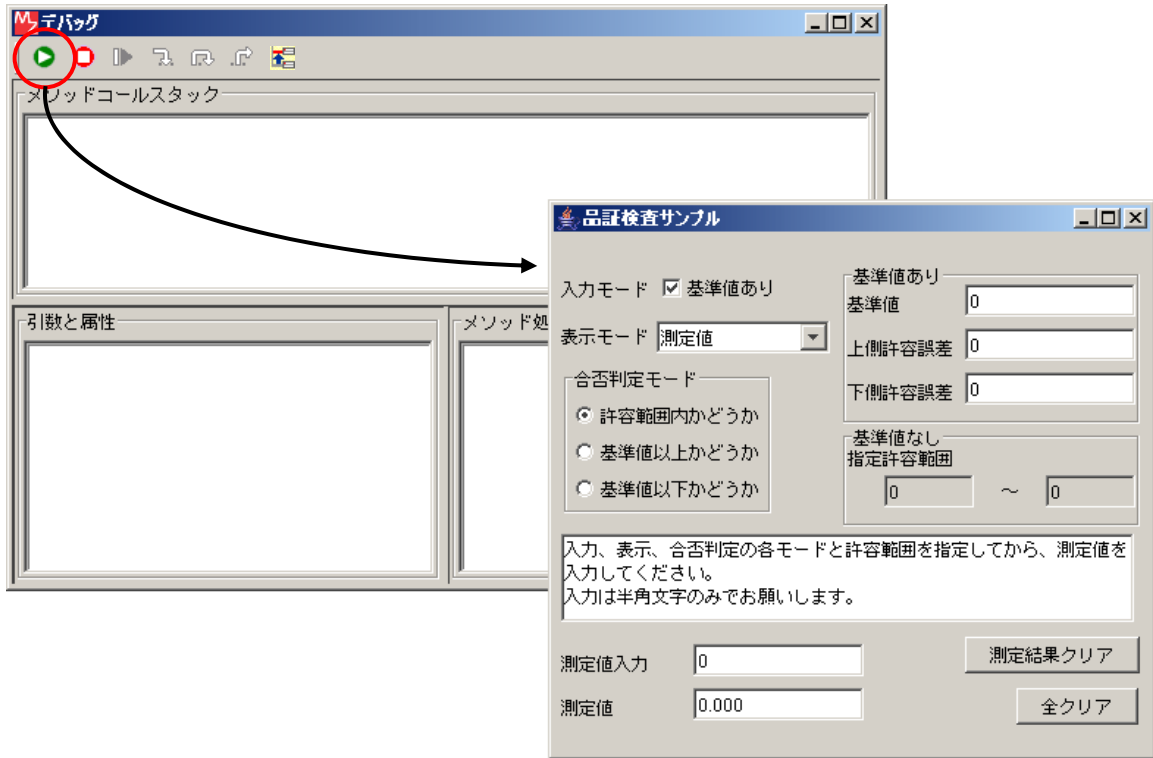 デバッグ
メソッドコールスタック
引数と属性
メソッド処
品証検査サンプル
入力モード 基準値あり
表示モード 測定値
合否判定モード
許容範囲内かどうか
基準値以上かどうか
基準値以下かどうか
基準値あり
基準値 0
上側許容誤差 0
下側許容誤差 0
基準値なし
指定許容範囲
0 ～ 0
入力、表示、合否判定の各モードと許容範囲を指定してから、測定値を
入力してください。
入力は半角文字のみでお願いします。
測定値入力 0
測定結果クリア
測定値 0.000
全クリア